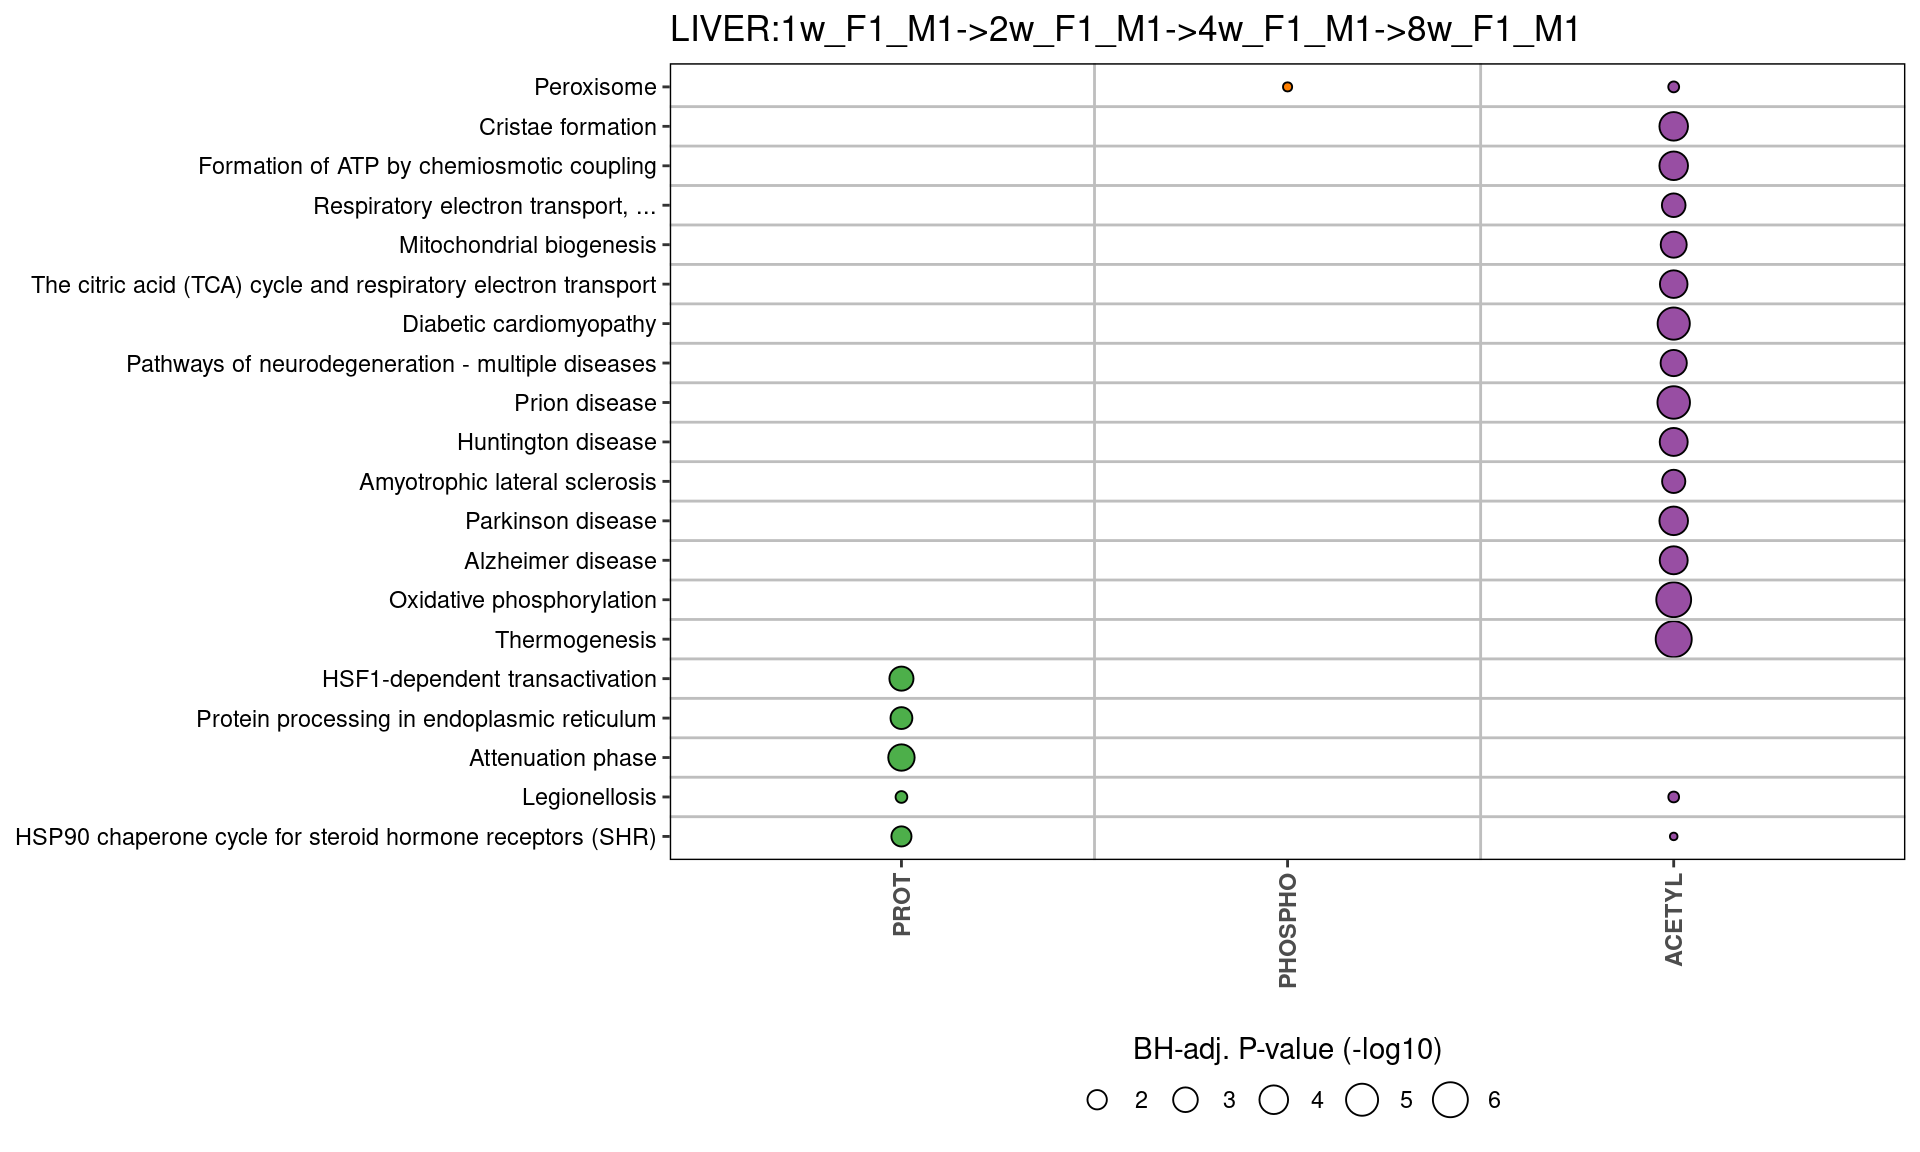 LIVER:1w_F1_M1->2w_F1_M1->4w_F1_M1->8w_F1_M1
Peroxisome
Cristae formation
Formation of ATP by chemiosmotic coupling
Respiratory electron transport, ...
Mitochondrial biogenesis
The citric acid (TCA) cycle and respiratory electron transport
Diabetic cardiomyopathy
Pathways of neurodegeneration - multiple diseases
Prion disease
Huntington disease
Amyotrophic lateral sclerosis
Parkinson disease
Alzheimer disease
Oxidative phosphorylation
Thermogenesis
HSF1-dependent transactivation
Protein processing in endoplasmic reticulum
Attenuation phase
Legionellosis
HSP90 chaperone cycle for steroid hormone receptors (SHR)
PROT
PHOSPHO
ACETYL
BH-adj. P-value (-log10)
2 3 4 5 6